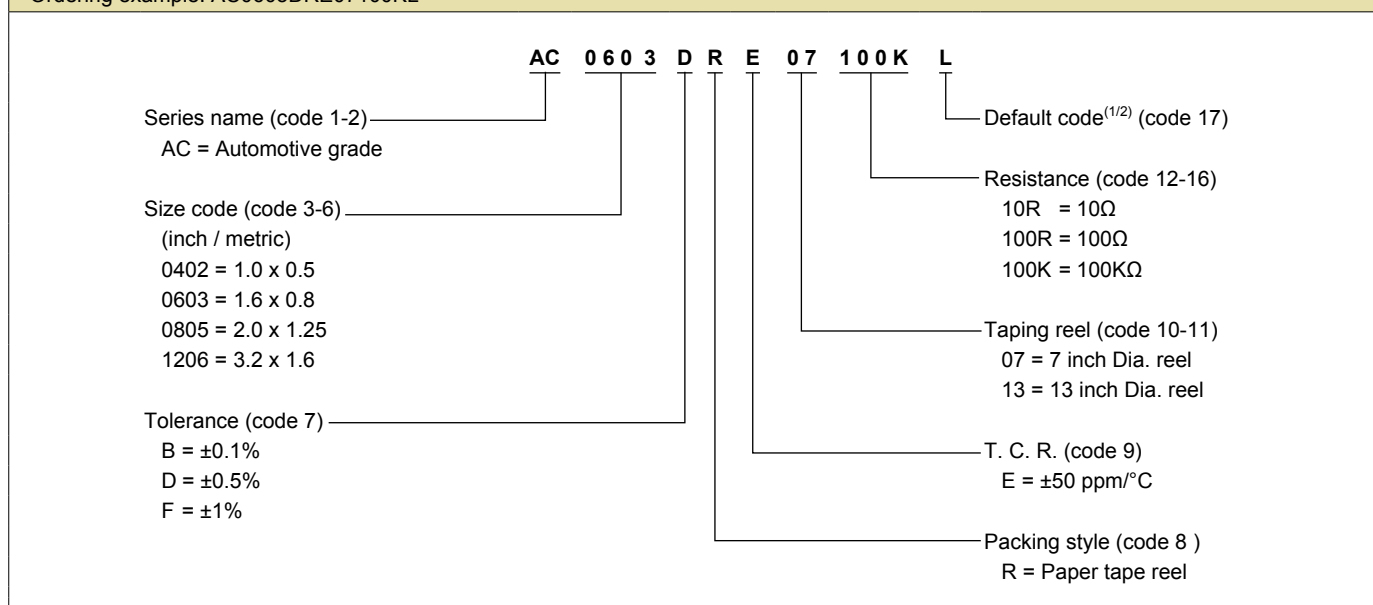 AC 0603 D R E 07 100K L
Series name (code 1-2)
AC = Automotive grade
Size code (code 3-6)
(inch / metric)
0402 = 1.0 x 0.5
0603 = 1.6 x 0.8
0805 = 2.0 x 1.25
1206 = 3.2 x 1.6
Tolerance (code 7)
B = ±0.1%
D = ±0.5%
F = ±1%
Default code(1/2) (code 17)
Resistance (code 12-16)
10R = 10Ω
100R = 100Ω
100K = 100KΩ
Taping reel (code 10-11)
07 = 7 inch Dia. reel
13 = 13 inch Dia. reel
T. C. R. (code 9)
E = ±50 ppm/°C
Packing style (code 8 )
R = Paper tape reel